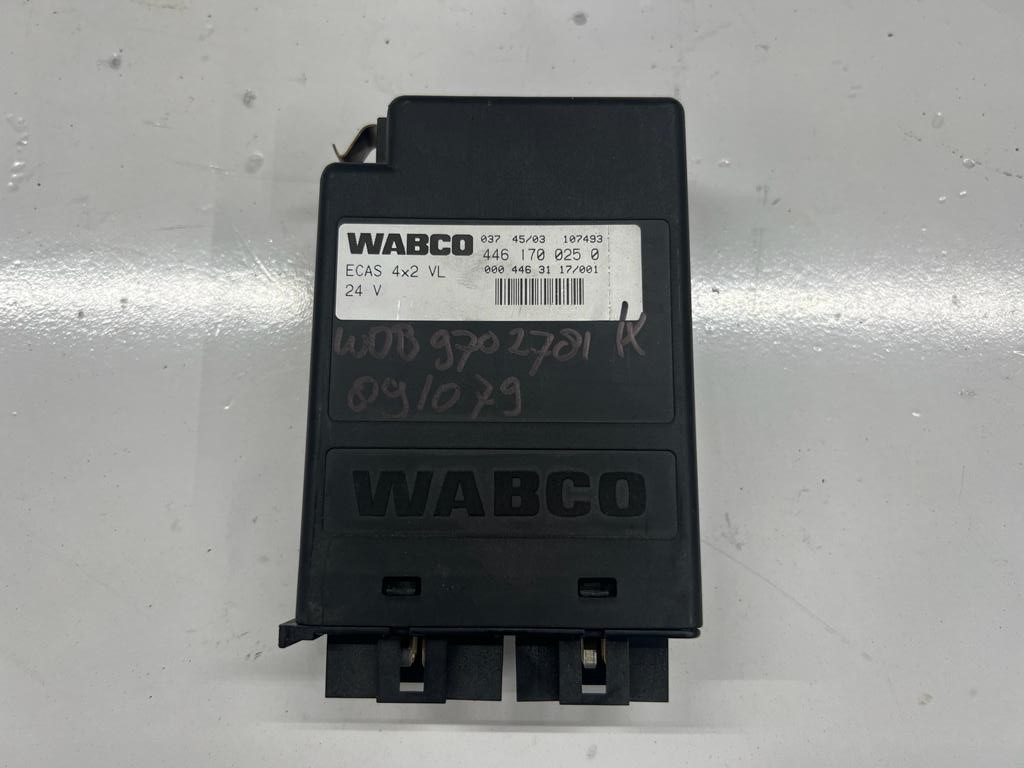 WABCO 037 45/03 107493
446 170 025 0
ECAS 4x2 VL 000 446 31 17/001
24 V
WDB 9702781 K
091079
WABCO